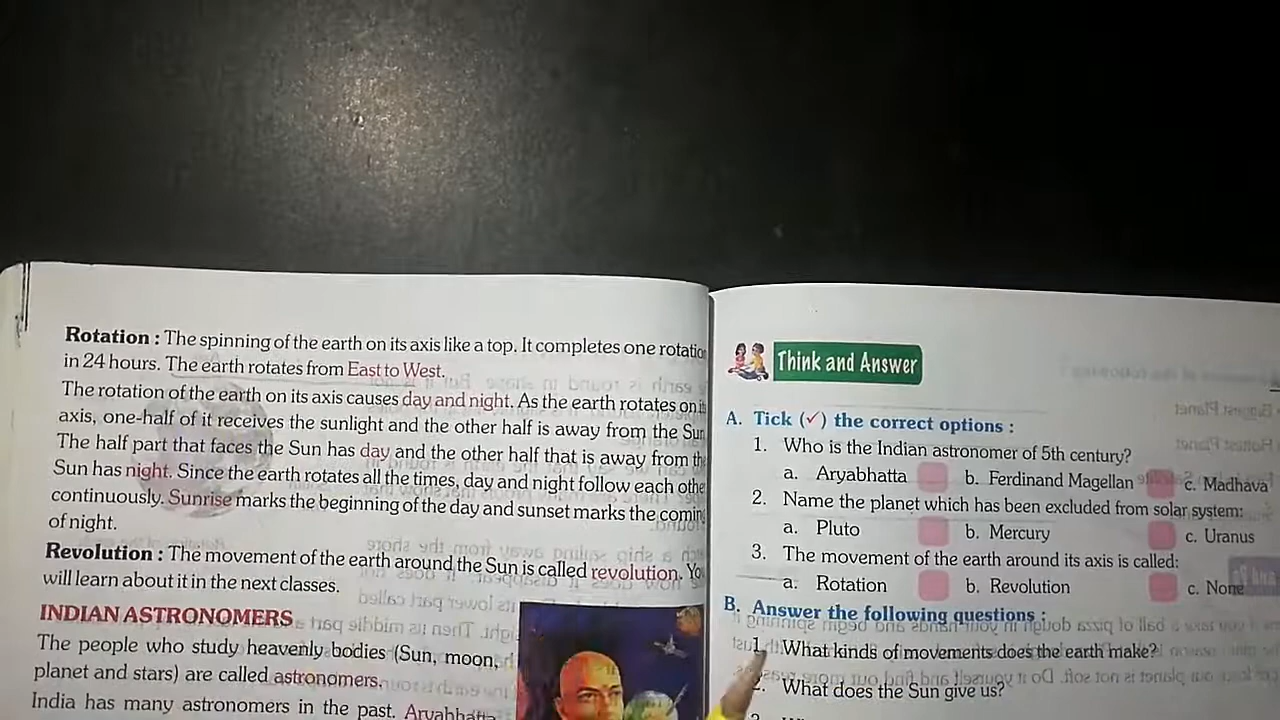 Rotation : The spinning of the earth on its axis like a top. It completes one rotatio
in 24 hours. The earth rotates from East to West.
The rotation of the earth on its axis causes day and night. As the earth rotates on
axis, one-half of it receives the sunlight and the other half is away from the Sun
The half part that faces the Sun has day and the other half that is away from
Sun has night. Since the earth rotates all the times, day and night follow each othe
continuously. Sunrise marks the beginning of the day and sunset marks the coming
of night.
Revolution : The movement of the earth around the Sun is called revolution. Yo
will learn about it in the next classes.
INDIAN ASTRONOMERS
The people who study heavenly bodies (Sun, moon,
planet and stars) are called astronomers.
India has many astronomers in the past. Aryabhatta
Think and Answer
A. Tick (✓) the correct options :
1. Who is the Indian astronomer of 5th century?
a. Aryabhatta b. Ferdinand Magellan c. Madhava
2. Name the planet which has been excluded from solar system:
a. Pluto b. Mercury c. Uranus
3. The movement of the earth around its axis is called:
a. Rotation b. Revolution c. None
B. Answer the following questions :
1. What kinds of movements does the earth make?
2. What does the Sun give us?